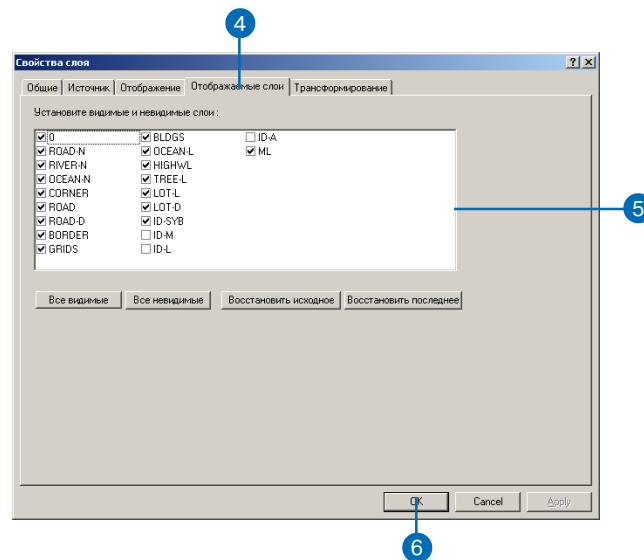 4
Свойства слоя
Общие Источник Отображение Отображаемые слои Трансформирование
Установите видимые и невидимые слои :
0 BLDGS ID-A
ROAD-N OCEAN-L ML
RIVER-N HIGHWL
OCEAN-N TREE-L
CORNER LOT-L
ROAD LOT-D
ROAD-D ID-SYB
BORDER ID-M
GRIDS ID-L
5
Все видимые Все невидимые Восстановить исходное Восстановить последнее
OK Cancel Apply
6